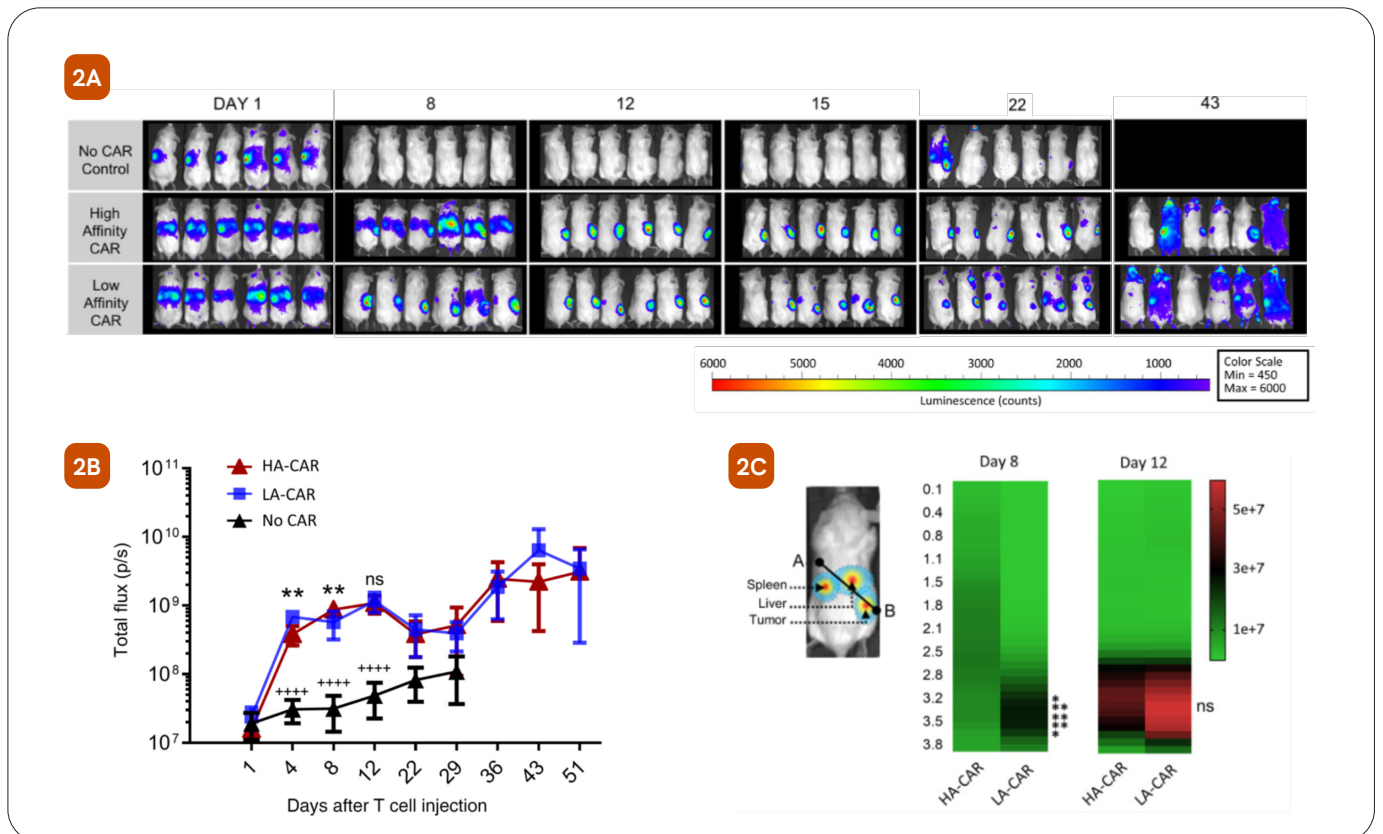 2A
DAY 1 8 12 15 22 43
No CAR
Control
High
Affinity
CAR
Low
Affinity
CAR
6000 5000 4000 3000 2000 1000
Luminescence (counts)
Color Scale
Min = 450
Max = 6000
2B
HA-CAR
LA-CAR
No CAR
Total flux (p/s)
10¹¹
10¹⁰
10⁹
10⁸
10⁷
** ** ns
++++ ++++ ++++
1 4 8 12 22 29 36 43 51
Days after T cell injection
2C
A
B
Spleen
Liver
Tumor
Day 8 Day 12
0.1
0.4
0.8
1.1
1.5
1.8
2.1
2.5
2.8
3.2
3.5
3.8
ns
5e+7
3e+7
1e+7
HA-CAR LA-CAR HA-CAR LA-CAR